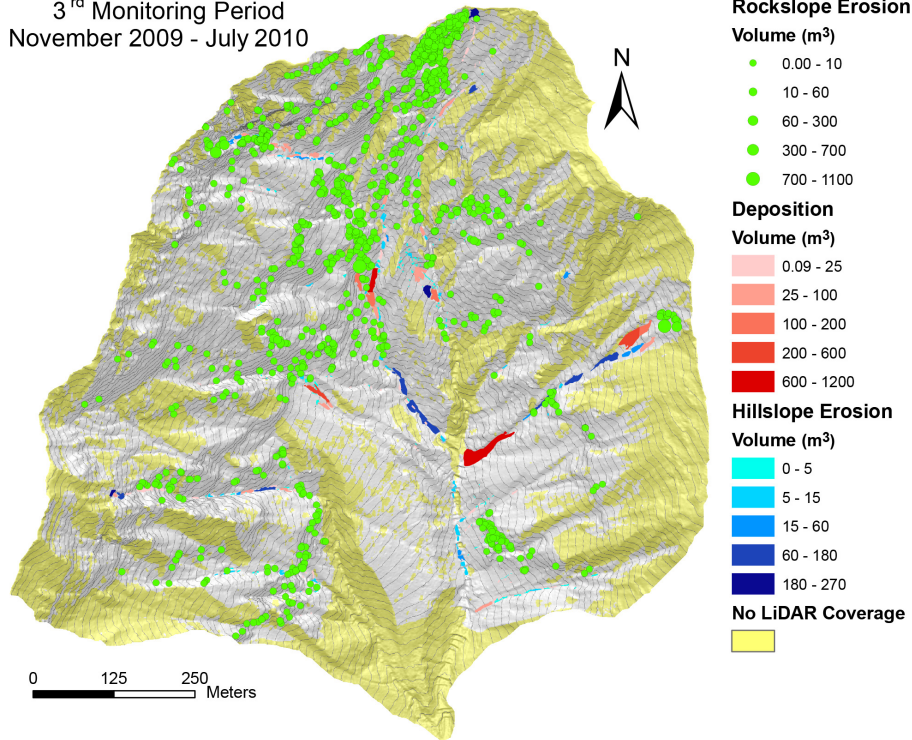 3rd Monitoring Period
November 2009 - July 2010
N
Rockslope Erosion
Volume (m³)
0.00 - 10
10 - 60
60 - 300
300 - 700
700 - 1100
Deposition
Volume (m³)
0.09 - 25
25 - 100
100 - 200
200 - 600
600 - 1200
Hillslope Erosion
Volume (m³)
0 - 5
5 - 15
15 - 60
60 - 180
180 - 270
No LiDAR Coverage
0 125 250
Meters